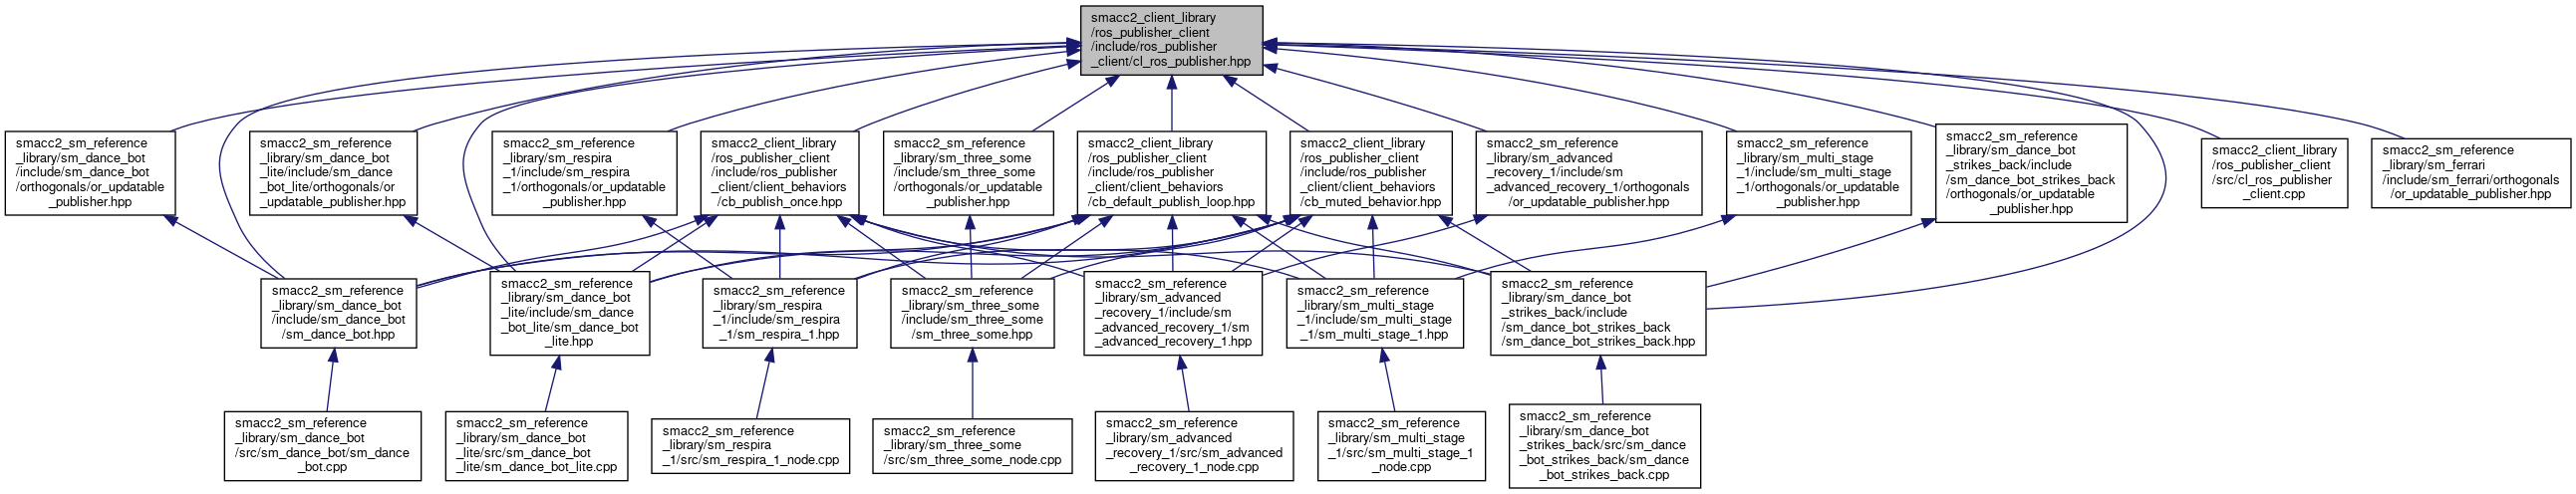 smacc2_client_library
/ros_publisher_client
/include/ros_publisher
_client/cl_ros_publisher.hpp
smacc2_sm_reference
_library/sm_dance_bot
/include/sm_dance_bot
/orthogonals/or_updatable
_publisher.hpp
smacc2_sm_reference
_library/sm_dance_bot
_lite/include/sm_dance
_bot_lite/orthogonals/or
_updatable_publisher.hpp
smacc2_sm_reference
_library/sm_respira
_1/include/sm_respira
_1/orthogonals/or_updatable
_publisher.hpp
smacc2_client_library
/ros_publisher_client
/include/ros_publisher
_client/client_behaviors
/cb_publish_once.hpp
smacc2_sm_reference
_library/sm_three_some
/include/sm_three_some
/orthogonals/or_updatable
_publisher.hpp
smacc2_client_library
/ros_publisher_client
/include/ros_publisher
_client/client_behaviors
/cb_default_publish_loop.hpp
smacc2_client_library
/ros_publisher_client
/include/ros_publisher
_client/client_behaviors
/cb_muted_behavior.hpp
smacc2_sm_reference
_library/sm_advanced
_recovery_1/include/sm
_advanced_recovery_1/orthogonals
/or_updatable_publisher.hpp
smacc2_sm_reference
_library/sm_multi_stage
_1/include/sm_multi_stage
_1/orthogonals/or_updatable
_publisher.hpp
smacc2_sm_reference
_library/sm_dance_bot
_strikes_back/include
/sm_dance_bot_strikes_back
/orthogonals/or_updatable
_publisher.hpp
smacc2_client_library
/ros_publisher_client
/src/cl_ros_publisher
_client.cpp
smacc2_sm_reference
_library/sm_ferrari
/include/sm_ferrari/orthogonals
/or_updatable_publisher.hpp
smacc2_sm_reference
_library/sm_dance_bot
/include/sm_dance_bot
/sm_dance_bot.hpp
smacc2_sm_reference
_library/sm_dance_bot
_lite/include/sm_dance
_bot_lite/sm_dance_bot
_lite.hpp
smacc2_sm_reference
_library/sm_respira
_1/include/sm_respira
_1/sm_respira_1.hpp
smacc2_sm_reference
_library/sm_three_some
/include/sm_three_some
/sm_three_some.hpp
smacc2_sm_reference
_library/sm_advanced
_recovery_1/include/sm
_advanced_recovery_1/sm
_advanced_recovery_1.hpp
smacc2_sm_reference
_library/sm_multi_stage
_1/include/sm_multi_stage
_1/sm_multi_stage_1.hpp
smacc2_sm_reference
_library/sm_dance_bot
_strikes_back/include
/sm_dance_bot_strikes_back
/sm_dance_bot_strikes_back.hpp
smacc2_sm_reference
_library/sm_dance_bot
/src/sm_dance_bot/sm_dance
_bot.cpp
smacc2_sm_reference
_library/sm_dance_bot
_lite/src/sm_dance_bot
_lite/sm_dance_bot_lite.cpp
smacc2_sm_reference
_library/sm_respira
_1/src/sm_respira_1_node.cpp
smacc2_sm_reference
_library/sm_three_some
/src/sm_three_some_node.cpp
smacc2_sm_reference
_library/sm_advanced
_recovery_1/src/sm_advanced
_recovery_1_node.cpp
smacc2_sm_reference
_library/sm_multi_stage
_1/src/sm_multi_stage_1
_node.cpp
smacc2_sm_reference
_library/sm_dance_bot
_strikes_back/src/sm_dance
_bot_strikes_back/sm_dance
_bot_strikes_back.cpp